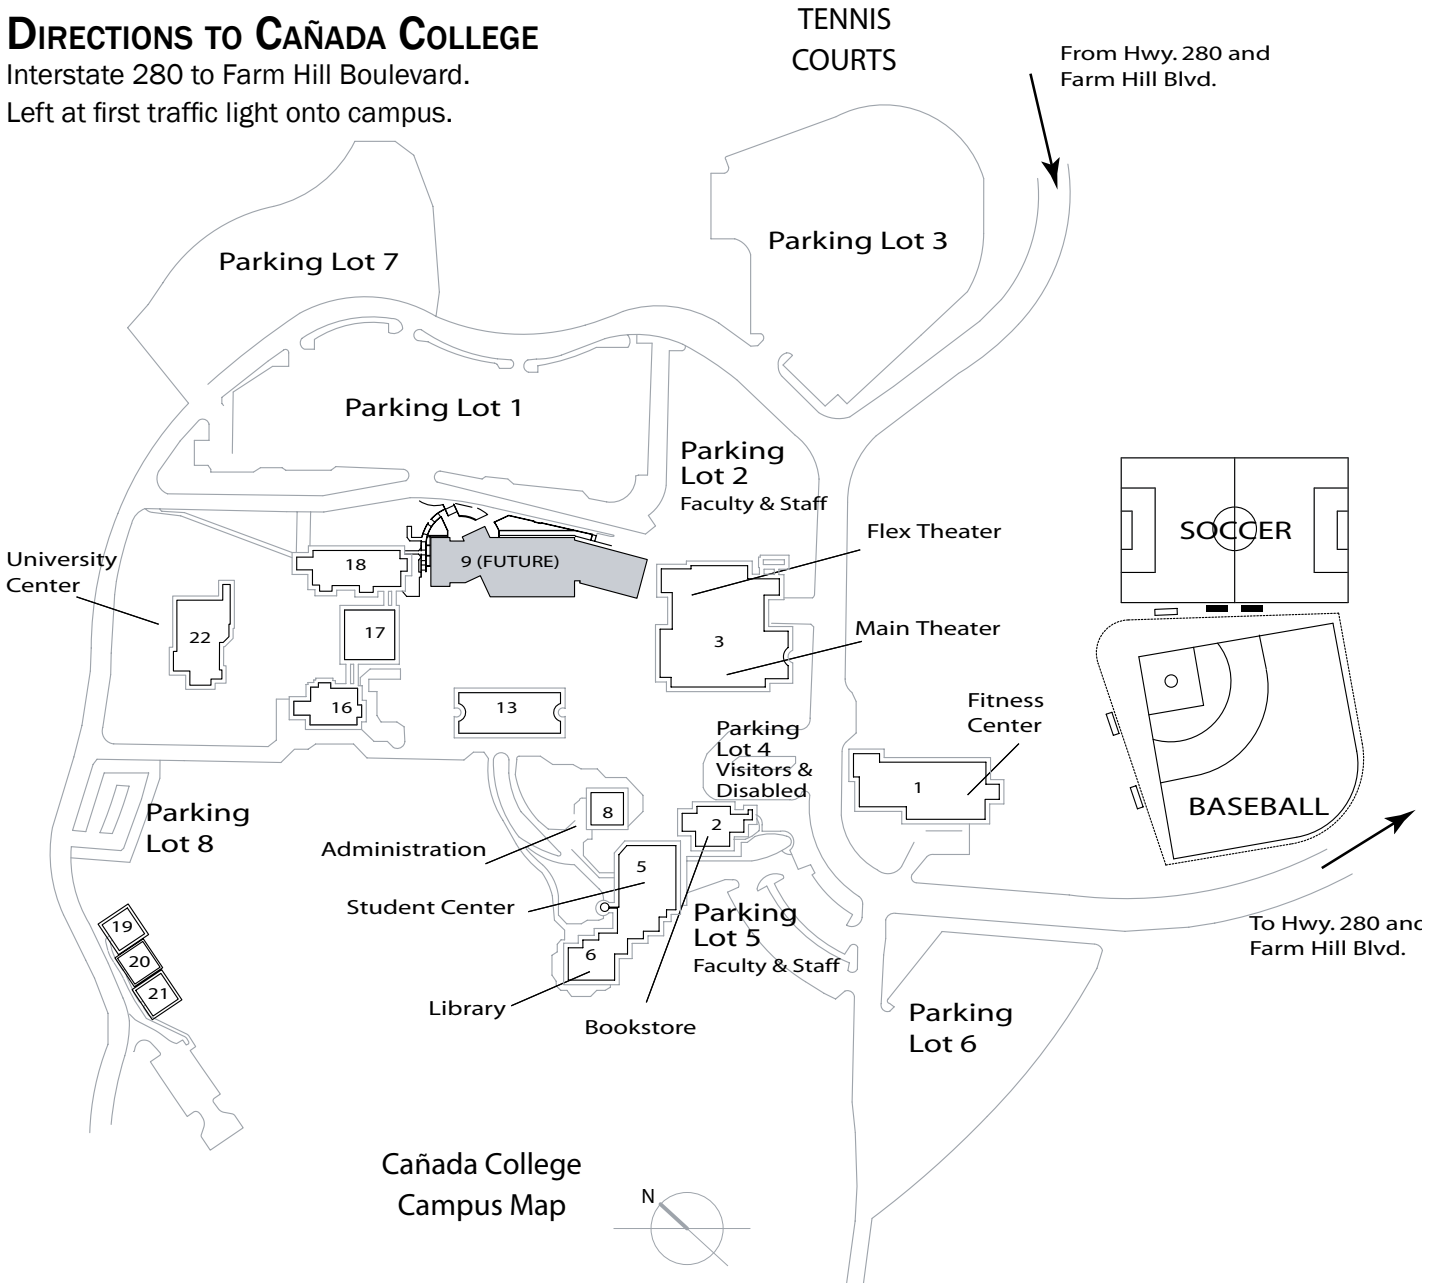 DIRECTIONS TO CAÑADA COLLEGE
Interstate 280 to Farm Hill Boulevard.
Left at first traffic light onto campus.
TENNIS
COURTS
From Hwy. 280 and
Farm Hill Blvd.
Parking Lot 7
Parking Lot 3
Parking Lot 1
Parking
Lot 2
Faculty & Staff
SOCCER
Flex Theater
University
Center
18
9 (FUTURE)
22
17
3
Main Theater
16
13
Fitness
Center
Parking
Lot 4
Visitors &
Disabled
1
BASEBALL
Parking
Lot 8
8
2
Administration
5
Student Center
Parking
Lot 5
Faculty & Staff
To Hwy. 280 and
Farm Hill Blvd.
19
20
21
6
Library
Bookstore
Parking
Lot 6
Cañada College
Campus Map
N